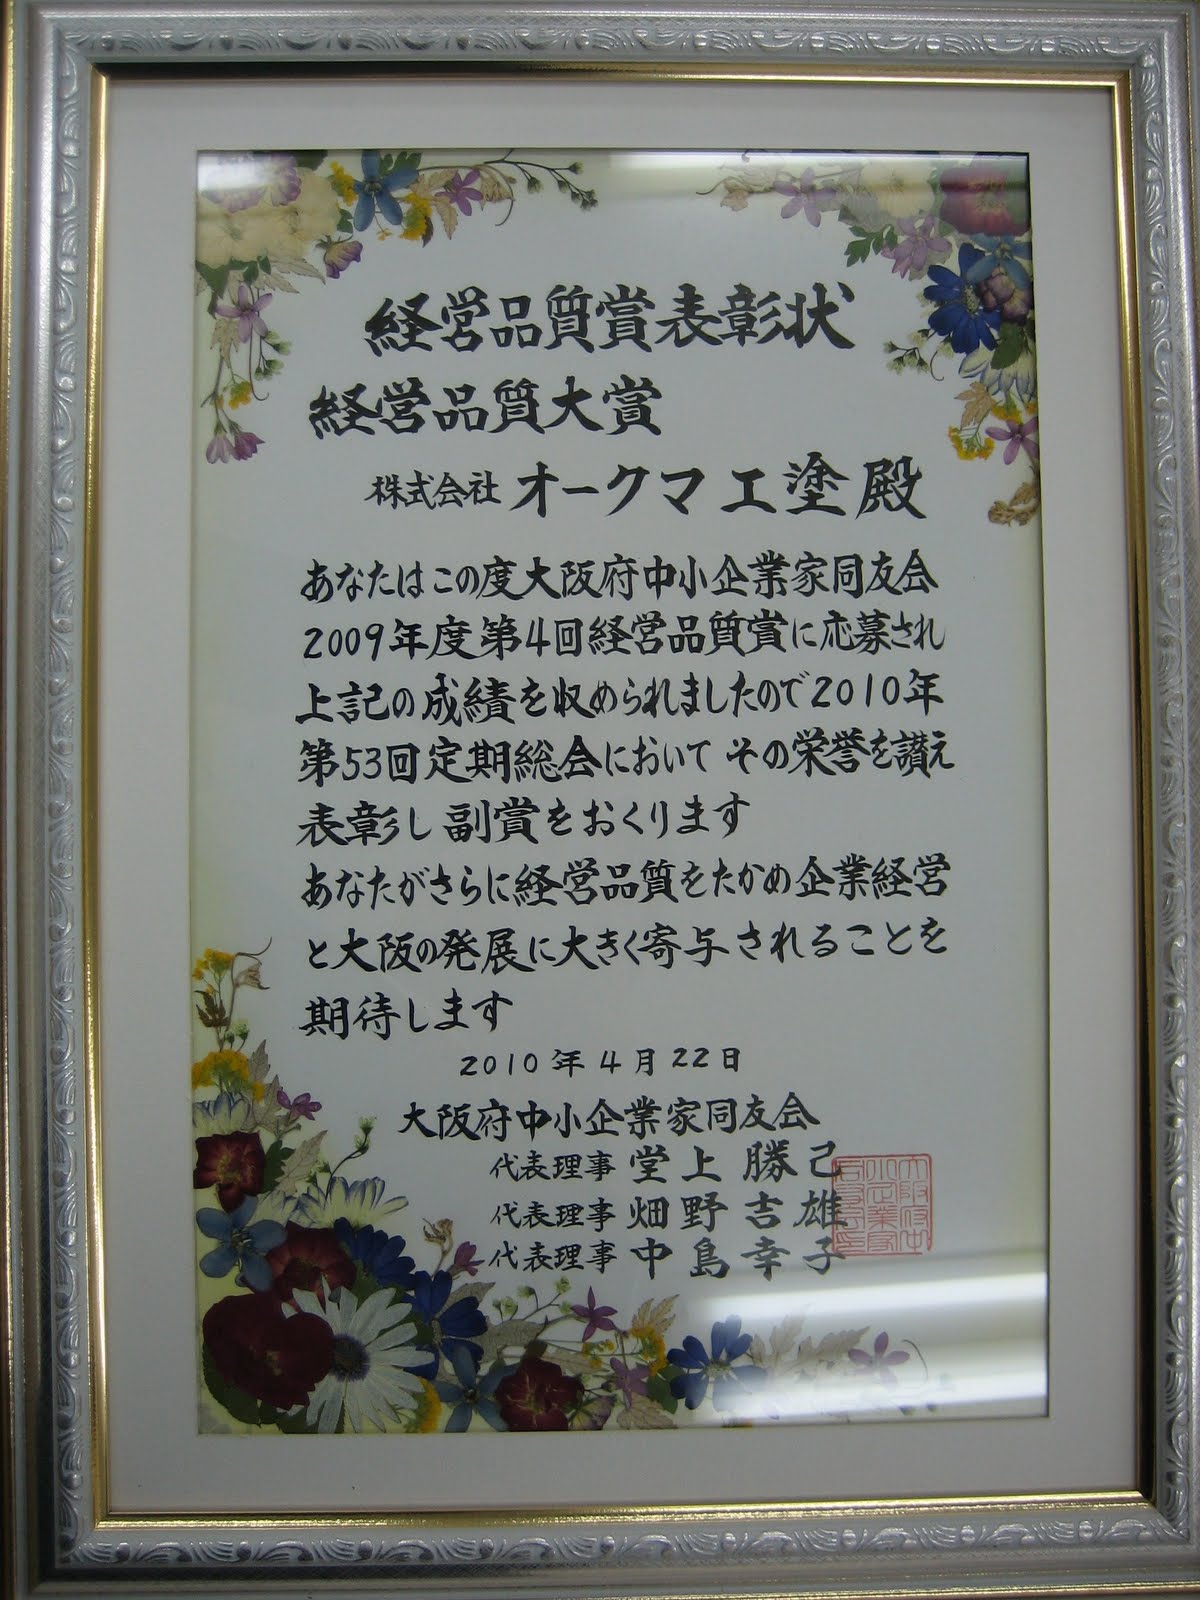 経営品質賞表彰状
経営品質大賞
株式会社 オークマ工塗 殿
あなたはこの度大阪府中小企業家同友会
2009年度第4回経営品質賞に応募され
上記の成績を収められましたので2010年
第53回定期総会において その栄誉を讃え
表彰し 副賞をおくります
あなたがさらに経営品質をたかめ企業経営
と大阪の発展に大きく寄与されることを
期待します
2010年4月22日
大阪府中小企業家同友会
代表理事 堂上 勝己
代表理事 畑野 吉雄
代表理事 中島 幸子